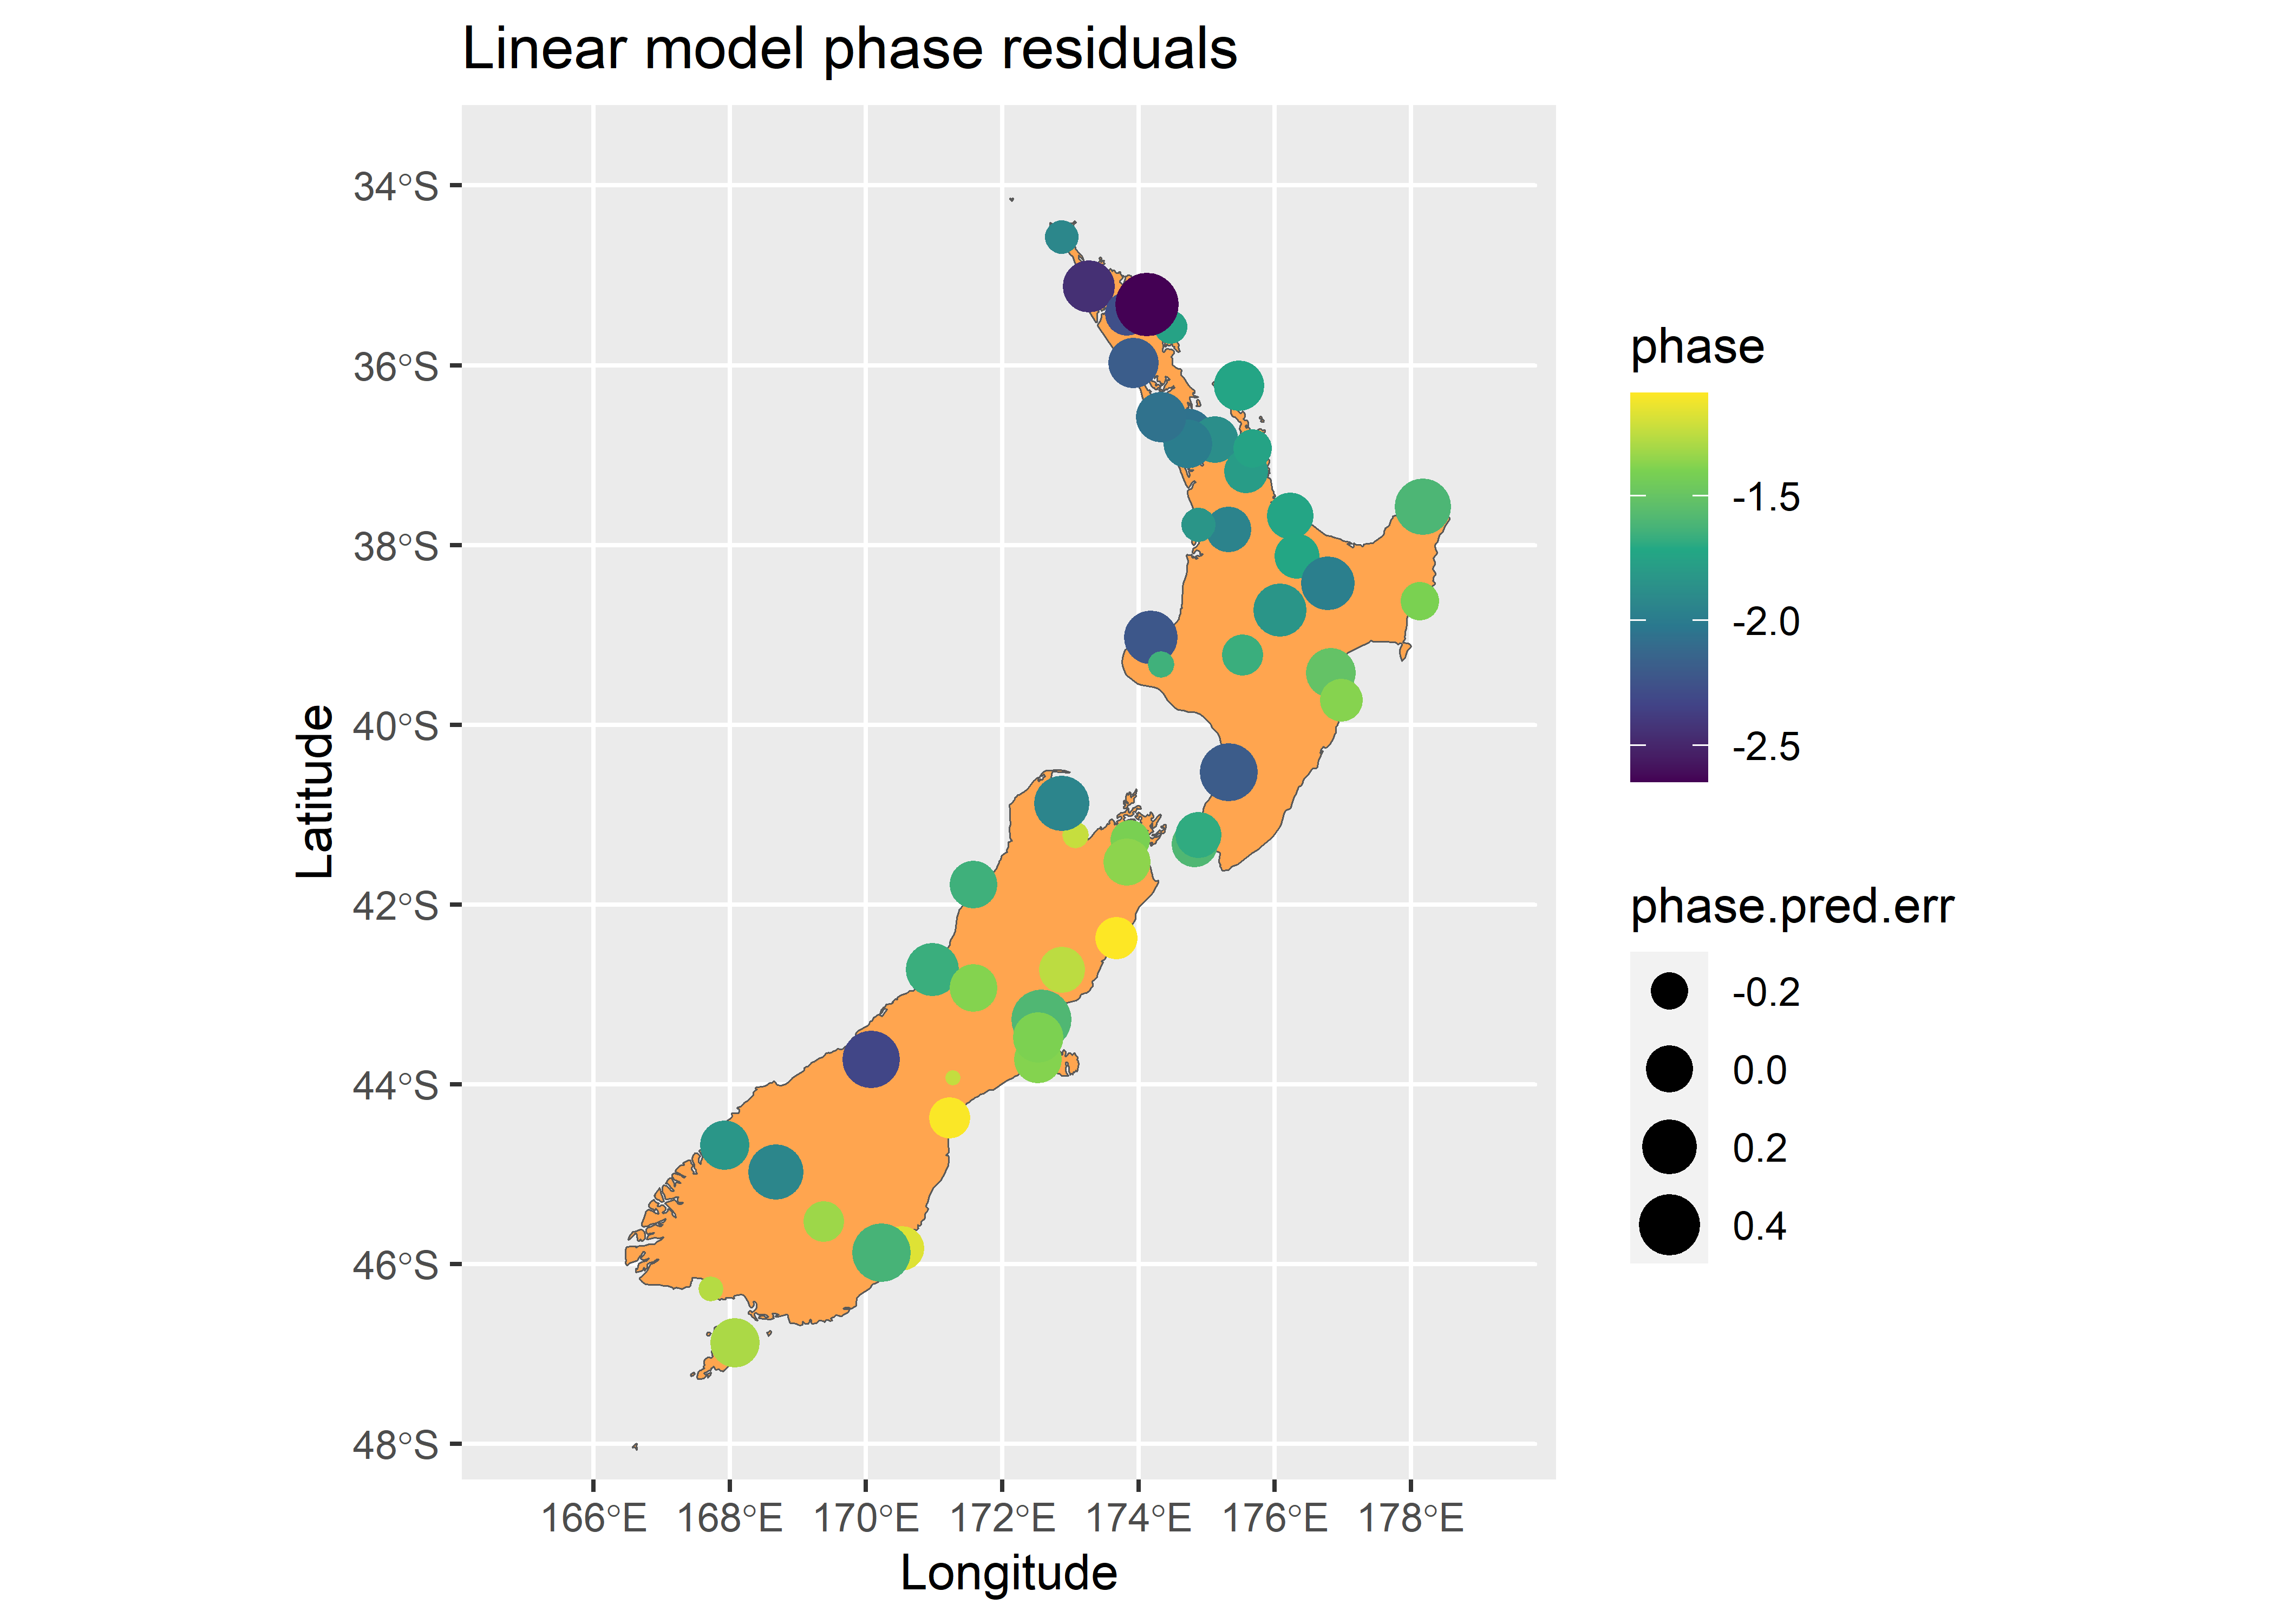 Linear model phase residuals
34°S
36°S
38°S
40°S
42°S
44°S
46°S
48°S
Latitude
166°E 168°E 170°E 172°E 174°E 176°E 178°E
Longitude
phase
-1.5
-2.0
-2.5
phase.pred.err
-0.2
0.0
0.2
0.4